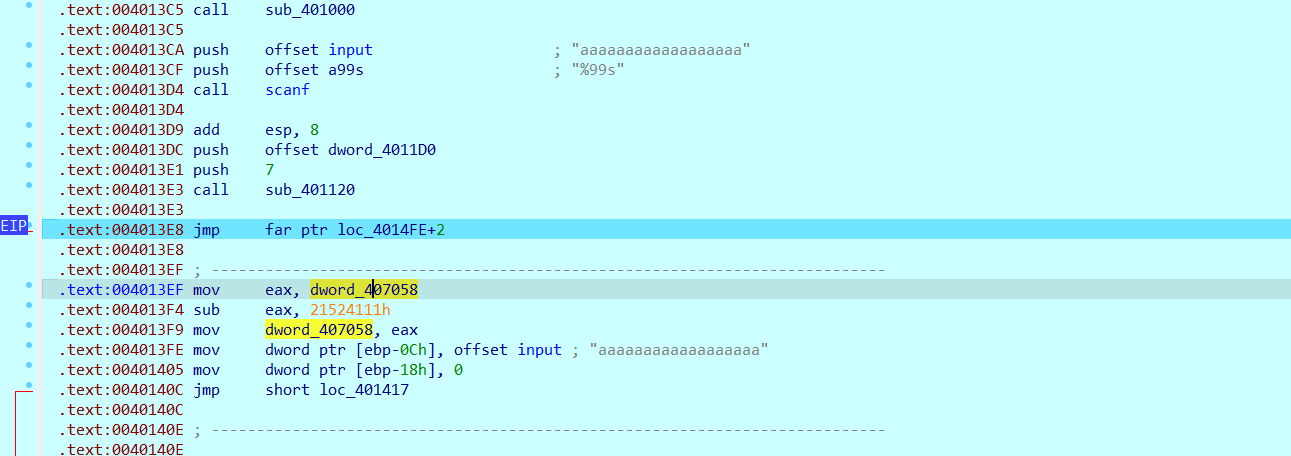 .text:004013C5 call sub_401000
.text:004013C5
.text:004013CA push offset input ; "aaaaaaaaaaaaaaaaaa"
.text:004013CF push offset a99s ; "%99s"
.text:004013D4 call scanf
.text:004013D4
.text:004013D9 add esp, 8
.text:004013DC push offset dword_4011D0
.text:004013E1 push 7
.text:004013E3 call sub_401120
.text:004013E3
EIP .text:004013E8 jmp far ptr loc_4014FE+2
.text:004013E8
.text:004013EF ; ---------------------------------------------------------------------------
.text:004013EF mov eax, dword_407058
.text:004013F4 sub eax, 21524111h
.text:004013F9 mov dword_407058, eax
.text:004013FE mov dword ptr [ebp-0Ch], offset input ; "aaaaaaaaaaaaaaaaaa"
.text:00401405 mov dword ptr [ebp-18h], 0
.text:0040140C jmp short loc_401417
.text:0040140C
.text:0040140E ; ---------------------------------------------------------------------------
.text:0040140E